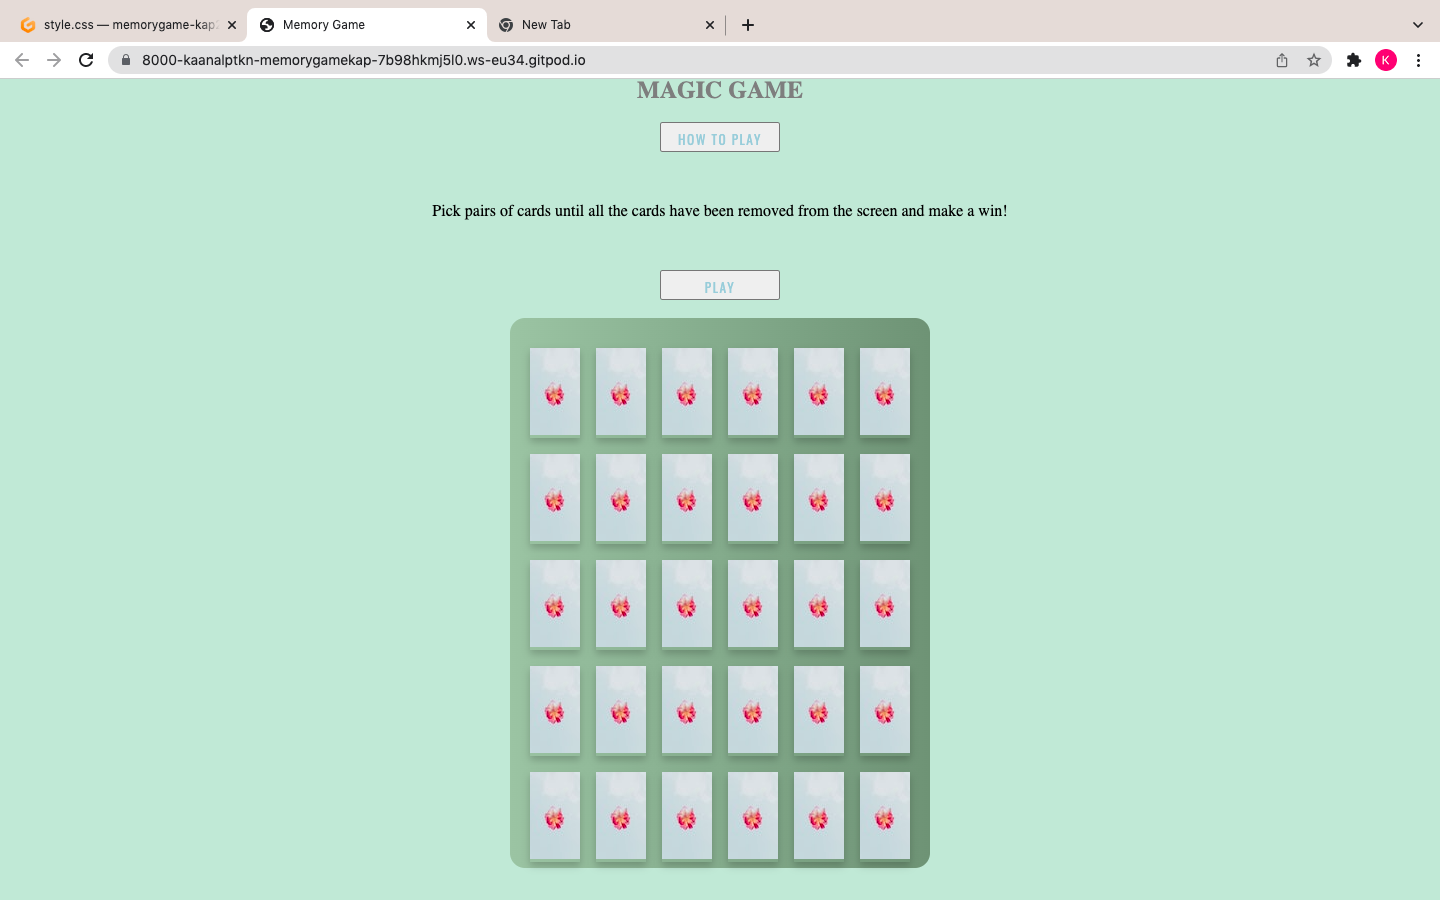 style.css — memorygame-kap
Memory Game
New Tab
8000-kaanalptkn-memorygamekap-7b98hkmj5l0.ws-eu34.gitpod.io
K
MAGIC GAME
HOW TO PLAY
Pick pairs of cards until all the cards have been removed from the screen and make a win!
PLAY